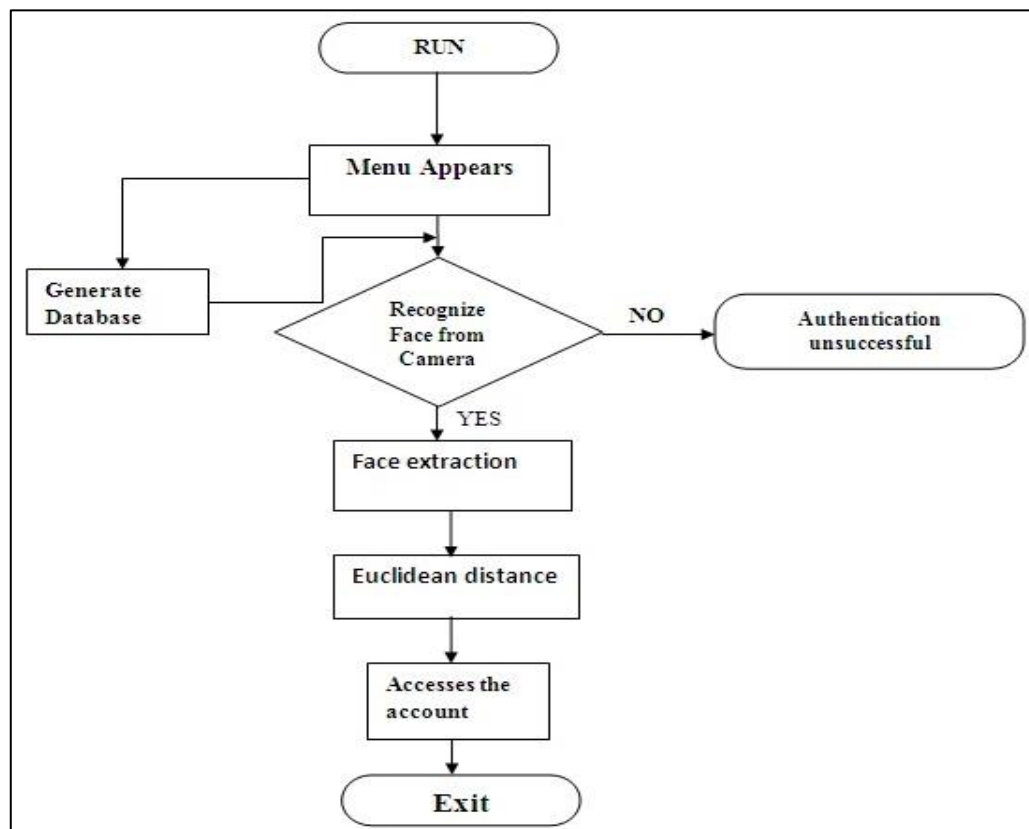 RUN
Menu Appears
Generate
Database
Recognize
Face from
Camera
NO
Authentication
unsuccessful
YES
Face extraction
Euclidean distance
Accesses the
account
Exit